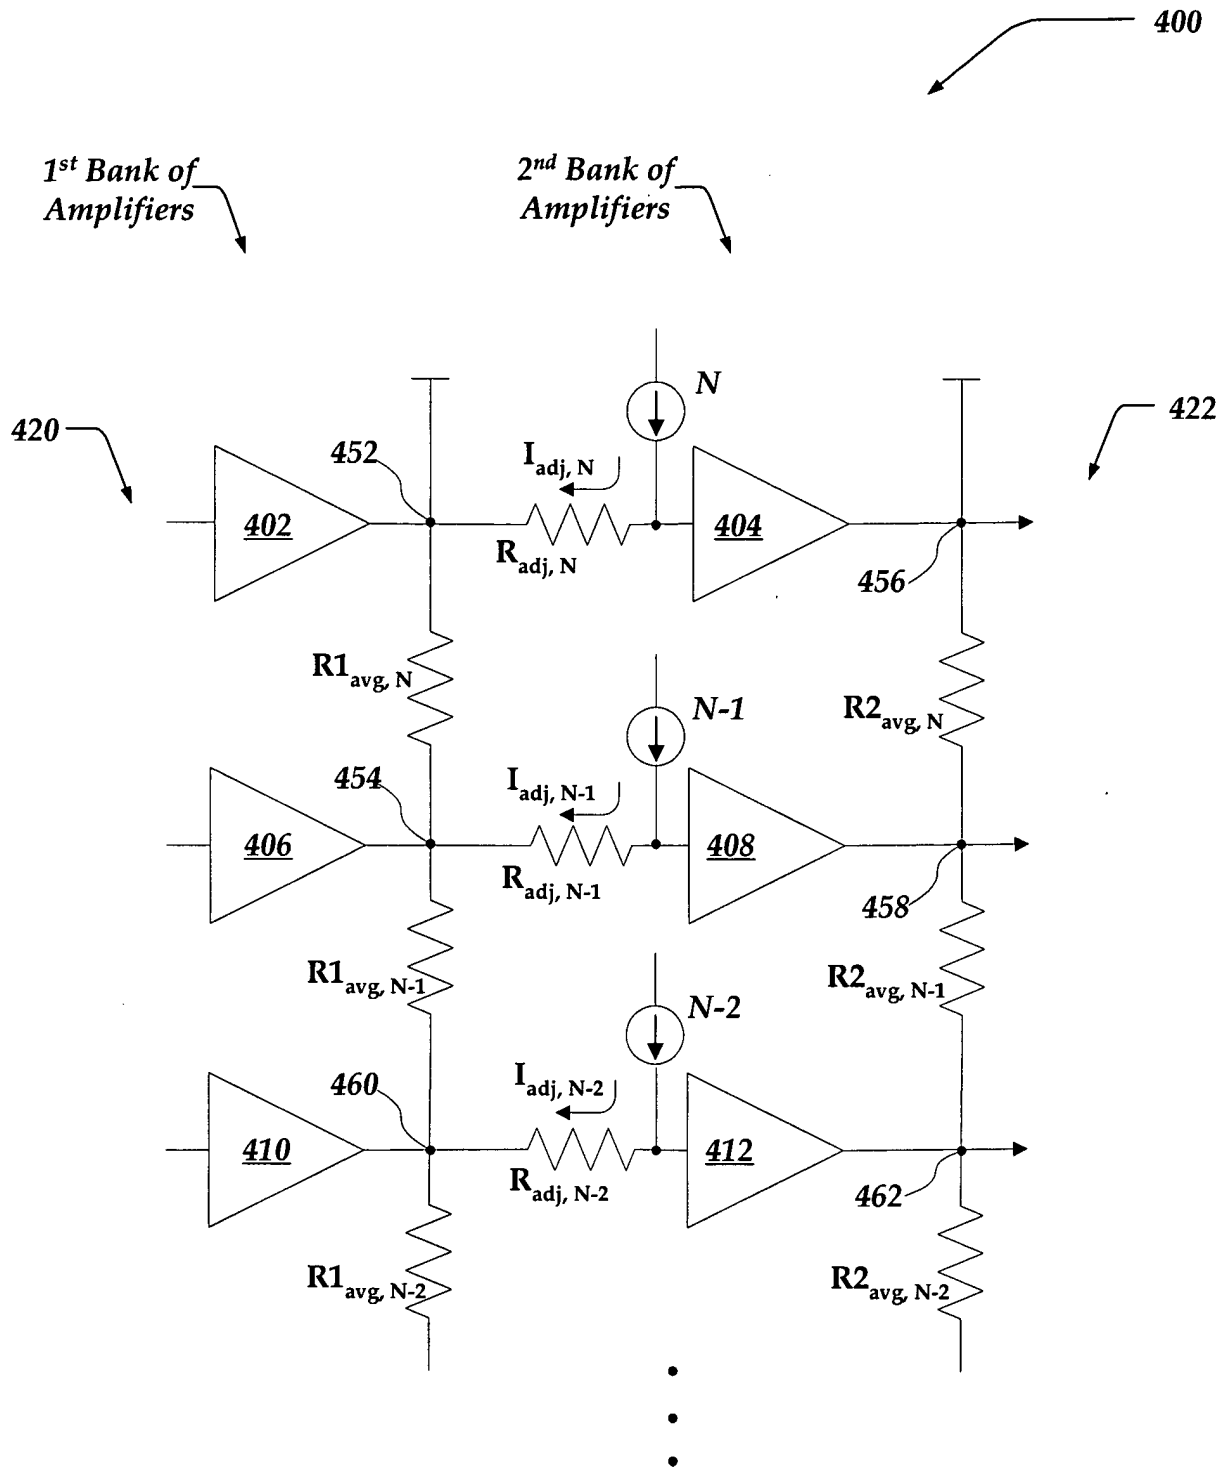 400
1st Bank of
Amplifiers
2nd Bank of
Amplifiers
N
420
422
452
Iadj, N
402
404
Radj, N
456
R1avg, N
R2avg, N
N-1
454
Iadj, N-1
406
408
Radj, N-1
458
R1avg, N-1
R2avg, N-1
N-2
460
Iadj, N-2
410
412
Radj, N-2
462
R1avg, N-2
R2avg, N-2